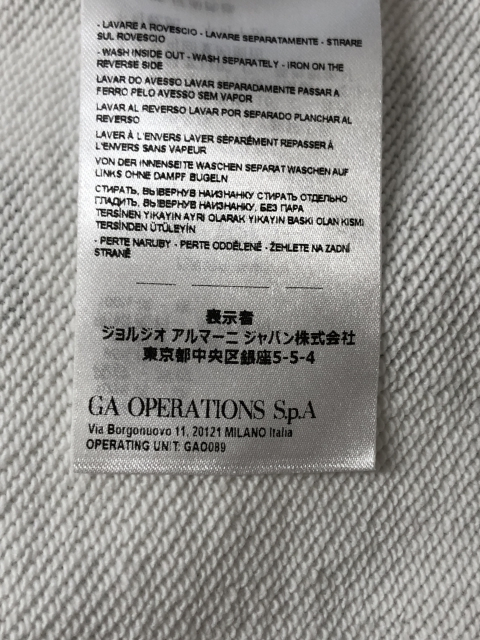 - LAVARE A ROVESCIO - LAVARE SEPARATAMENTE - STIRARE
SUL ROVESCIO
- WASH INSIDE OUT - WASH SEPARATELY - IRON ON THE
REVERSE SIDE
LAVAR DO AVESSO LAVAR SEPARADAMENTE PASSAR A
FERRO PELO AVESSO SEM VAPOR
LAVAR AL REVERSO LAVAR POR SEPARADO PLANCHAR AL
REVERSO
LAVER À L'ENVERS LAVER SÉPARÉMENT REPASSER À
L'ENVERS SANS VAPEUR
VON DER INNENSEITE WASCHEN SEPARAT WASCHEN AUF
LINKS OHNE DAMPF BUGELN
СТИРАТЬ, ВЫВЕРНУВ НАИЗНАНКУ СТИРАТЬ ОТДЕЛЬНО
ГЛАДИТЬ, ВЫВЕРНУВ НАИЗНАНКУ, БЕЗ ПАРА
TERSİNEN YIKAYIN AYRI OLARAK YIKAYIN BASKI OLAN KISMI
TERSİNDEN ÜTÜLEYİN
- PERTE NARUBY - PERTE ODDĚLENĚ - ŽEHLETE NA ZADNÍ
STRANĚ
表示者
ジョルジオ アルマーニ ジャパン株式会社
東京都中央区銀座5-5-4
GA OPERATIONS S.p.A
Via Borgonuovo 11, 20121 MILANO Italia
OPERATING UNIT: GAO089